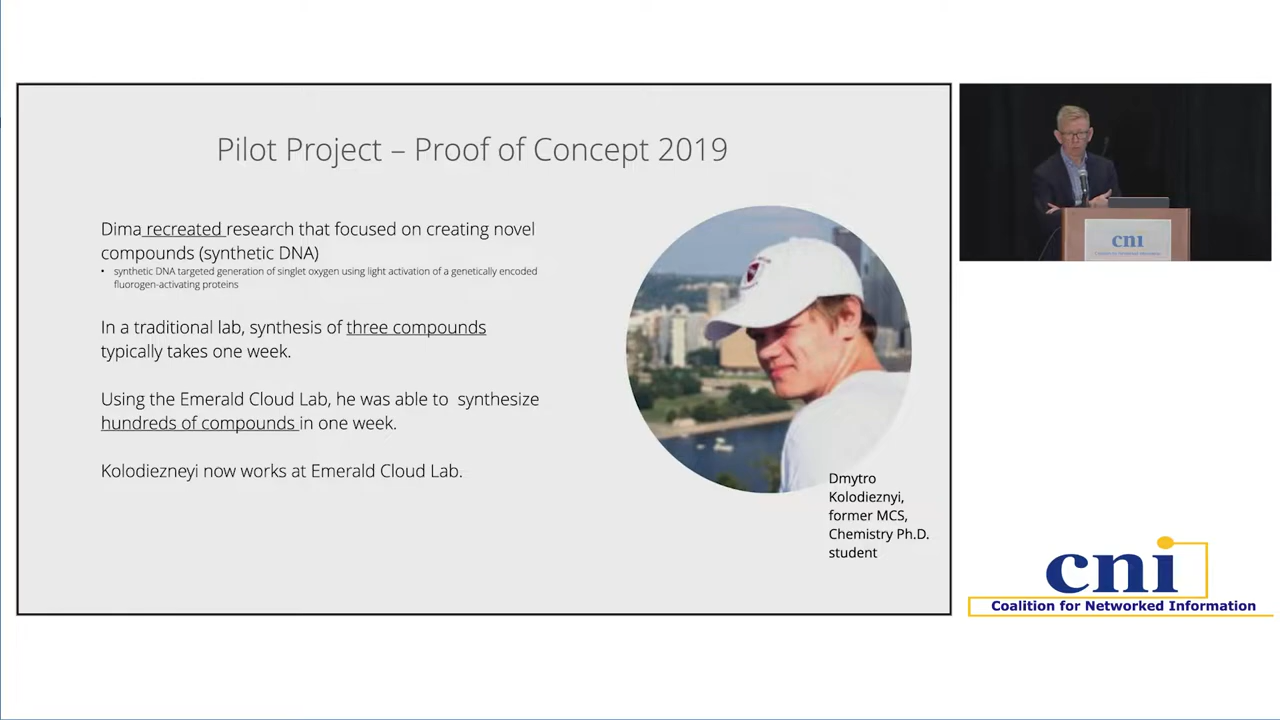 Pilot Project – Proof of Concept 2019
Dima recreated research that focused on creating novel
compounds (synthetic DNA)
• synthetic DNA targeted generation of singlet oxygen using light activation of a genetically encoded
fluorogen-activating proteins
In a traditional lab, synthesis of three compounds
typically takes one week.
Using the Emerald Cloud Lab, he was able to synthesize
hundreds of compounds in one week.
Kolodiezneyi now works at Emerald Cloud Lab.
Dmytro
Kolodieznyi,
former MCS,
Chemistry Ph.D.
student
cni
cni
Coalition for Networked Information